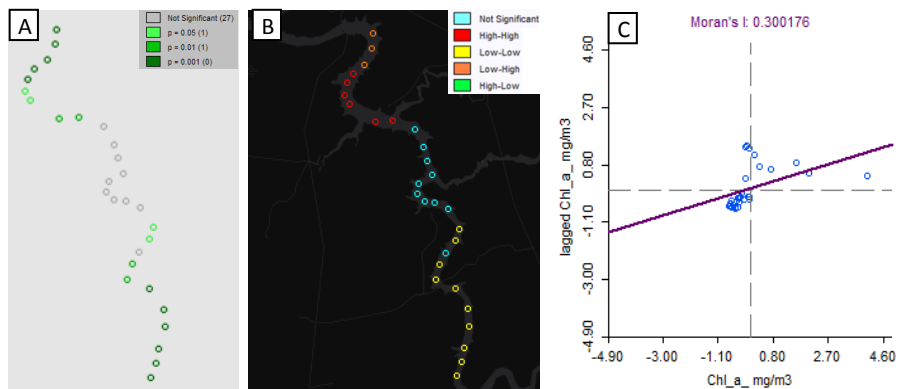 A
Not Significant (27)
p = 0.05 (1)
p = 0.01 (1)
p = 0.001 (0)
B
Not Significant
High-High
Low-Low
Low-High
High-Low
C
Moran's I: 0.300176
lagged Chl_a_ mg/m3
4.60
2.70
0.80
-1.10
-3.00
-4.90
-4.90 -3.00 -1.10 0.80 2.70 4.60
Chl_a_ mg/m3